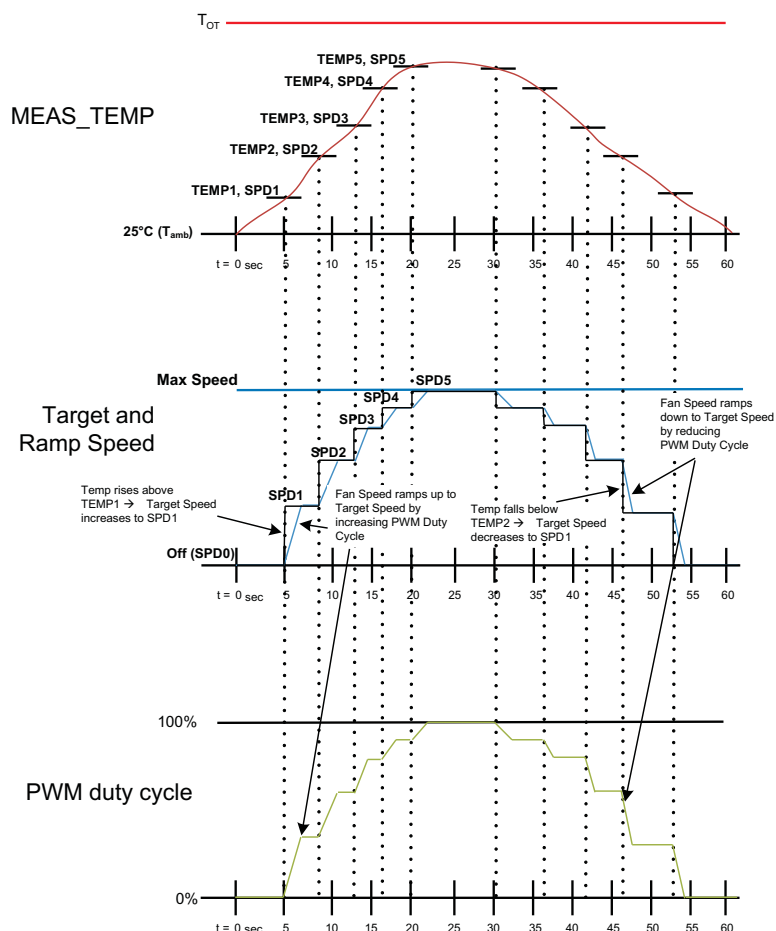 TOT
TEMP5, SPD5
TEMP4, SPD4
MEAS_TEMP
TEMP3, SPD3
TEMP2, SPD2
TEMP1, SPD1
25°C (Tamb)
t = 0 sec 5 10 15 20 25 30 35 40 45 50 55 60
Max Speed
SPD5
SPD4
SPD3
SPD2
SPD1
Target and
Ramp Speed
Fan Speed ramps
down to Target Speed
by reducing
PWM Duty Cycle
Temp rises above
TEMP1 → Target Speed
increases to SPD1
Fan Speed ramps up to
Target Speed by
increasing PWM Duty
Cycle
Temp falls below
TEMP2 → Target Speed
decreases to SPD1
Off (SPD0)
t = 0 sec 5 10 15 20 25 30 35 40 45 50 55 60
100%
PWM duty cycle
0%
t = 0 sec 5 10 15 20 25 30 35 40 45 50 55 60